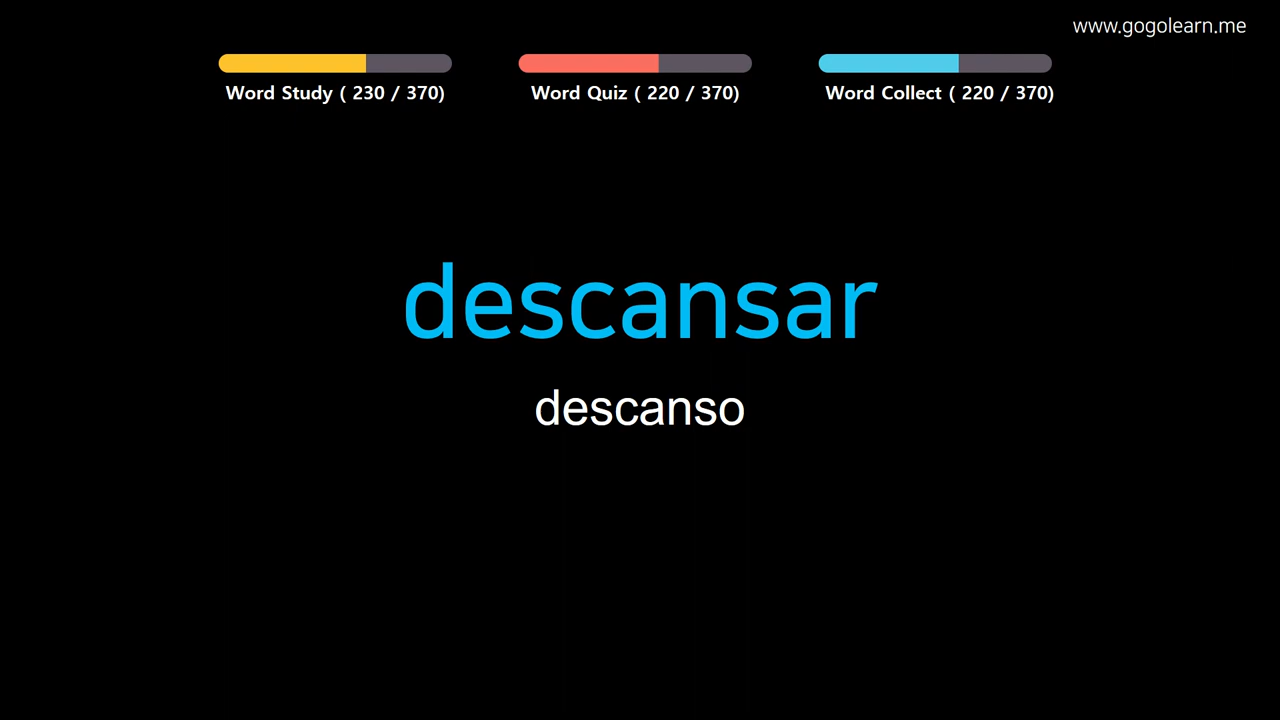 www.gogolearn.me
Word Study ( 230 / 370)
Word Quiz ( 220 / 370)
Word Collect ( 220 / 370)
descansar
descanso